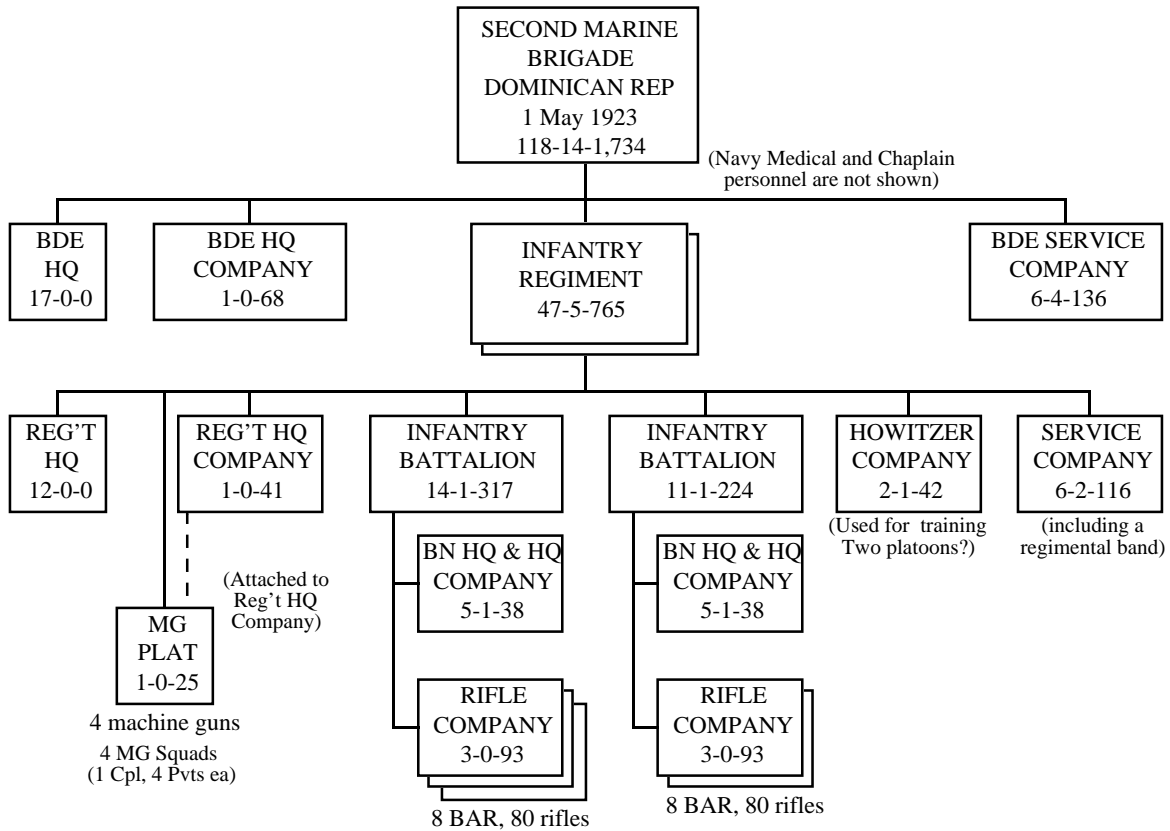 SECOND MARINE
BRIGADE
DOMINICAN REP
1 May 1923
118-14-1,734
(Navy Medical and Chaplain
personnel are not shown)
BDE
HQ
17-0-0
BDE HQ
COMPANY
1-0-68
INFANTRY
REGIMENT
47-5-765
BDE SERVICE
COMPANY
6-4-136
REG'T
HQ
12-0-0
REG'T HQ
COMPANY
1-0-41
INFANTRY
BATTALION
14-1-317
INFANTRY
BATTALION
11-1-224
HOWITZER
COMPANY
2-1-42
(Used for training
Two platoons?)
SERVICE
COMPANY
6-2-116
(including a
regimental band)
(Attached to
Reg't HQ
Company)
MG
PLAT
1-0-25
4 machine guns
4 MG Squads
(1 Cpl, 4 Pvts ea)
BN HQ & HQ
COMPANY
5-1-38
RIFLE
COMPANY
3-0-93
8 BAR, 80 rifles
BN HQ & HQ
COMPANY
5-1-38
RIFLE
COMPANY
3-0-93
8 BAR, 80 rifles